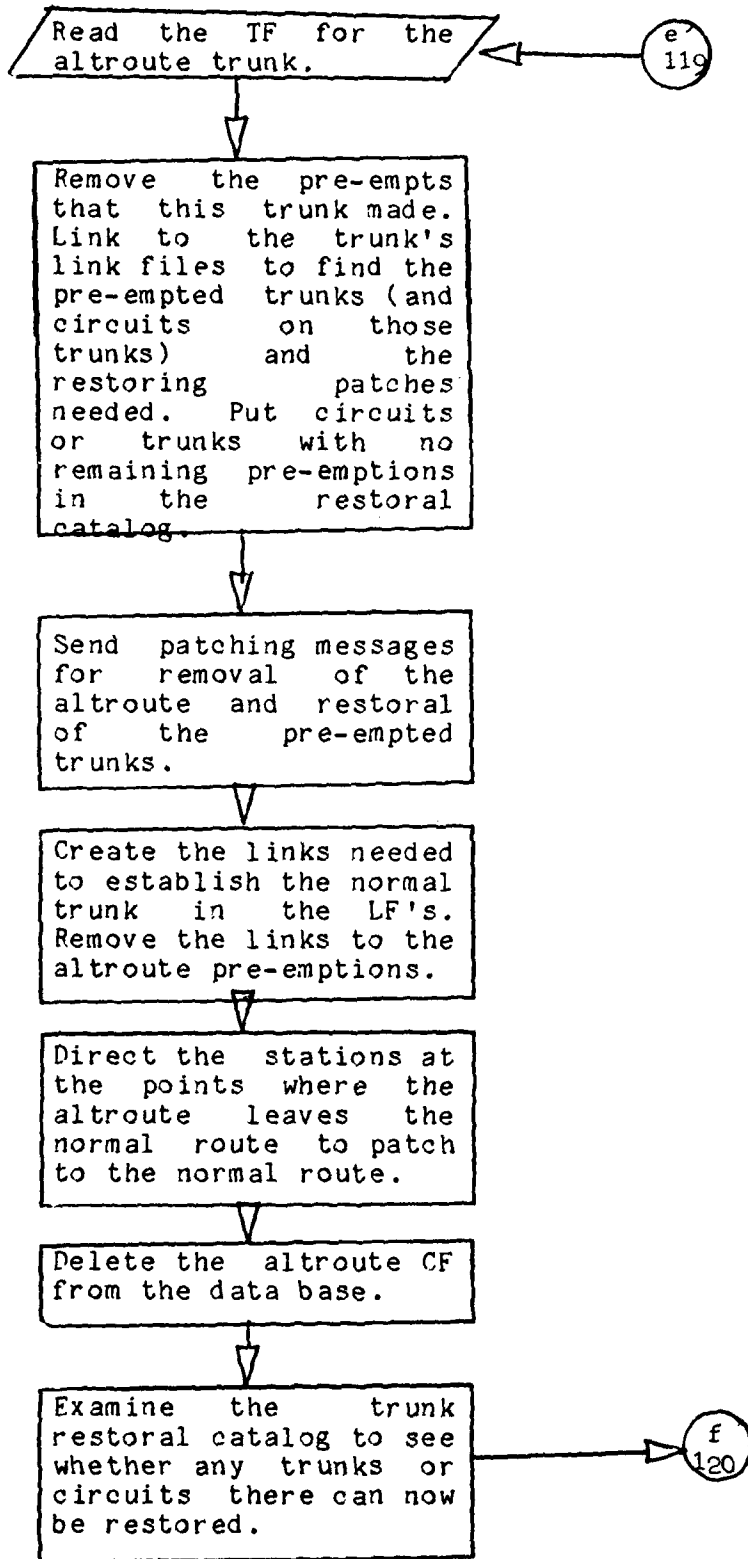 Read the TF for the
altroute trunk.
e'
119
Remove the pre-empts
that this trunk made.
Link to the trunk's
link files to find the
pre-empted trunks (and
circuits on those
trunks) and the
restoring patches
needed. Put circuits
or trunks with no
remaining pre-emptions
in the restoral
catalog.
Send patching messages
for removal of the
altroute and restoral
of the pre-empted
trunks.
Create the links needed
to establish the normal
trunk in the LF's.
Remove the links to the
altroute pre-emptions.
Direct the stations at
the points where the
altroute leaves the
normal route to patch
to the normal route.
Delete the altroute CF
from the data base.
Examine the trunk
restoral catalog to see
whether any trunks or
circuits there can now
be restored.
f
120